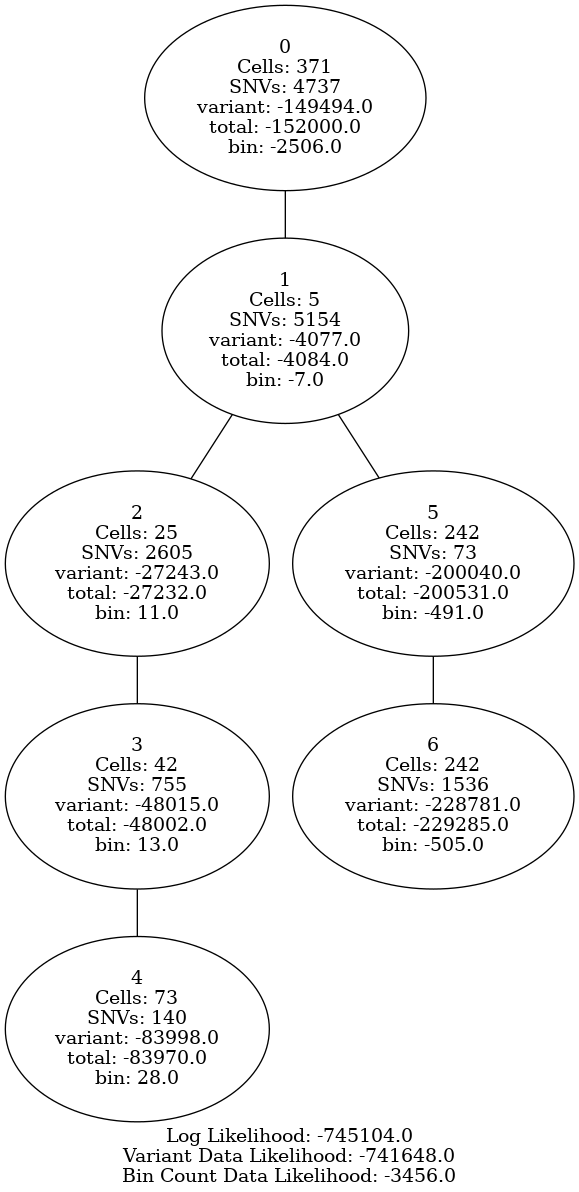 0
Cells: 371
SNVs: 4737
variant: -149494.0
total: -152000.0
bin: -2506.0
1
Cells: 5
SNVs: 5154
variant: -4077.0
total: -4084.0
bin: -7.0
2
Cells: 25
SNVs: 2605
variant: -27243.0
total: -27232.0
bin: 11.0
5
Cells: 242
SNVs: 73
variant: -200040.0
total: -200531.0
bin: -491.0
3
Cells: 42
SNVs: 755
variant: -48015.0
total: -48002.0
bin: 13.0
6
Cells: 242
SNVs: 1536
variant: -228781.0
total: -229285.0
bin: -505.0
4
Cells: 73
SNVs: 140
variant: -83998.0
total: -83970.0
bin: 28.0
Log Likelihood: -745104.0
Variant Data Likelihood: -741648.0
Bin Count Data Likelihood: -3456.0